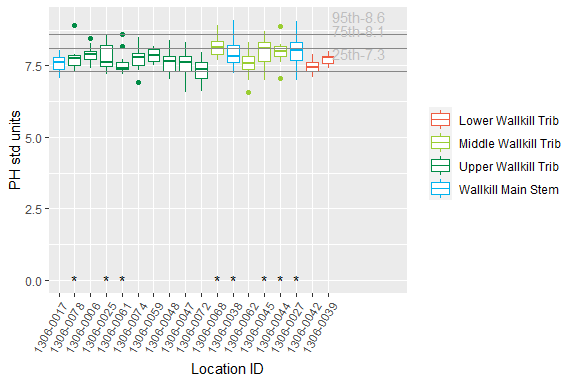 95th-8.6
75th-8.1
25th-7.3
7.5
5.0
2.5
0.0
PH std units
* * * * * * * *
1306-0017
1306-0078
1306-0006
1306-0025
1306-0061
1306-0074
1306-0059
1306-0048
1306-0047
1306-0072
1306-0068
1306-0038
1306-0062
1306-0045
1306-0044
1306-0027
1306-0042
1306-0039
Location ID
Lower Wallkill Trib
Middle Wallkill Trib
Upper Wallkill Trib
Wallkill Main Stem